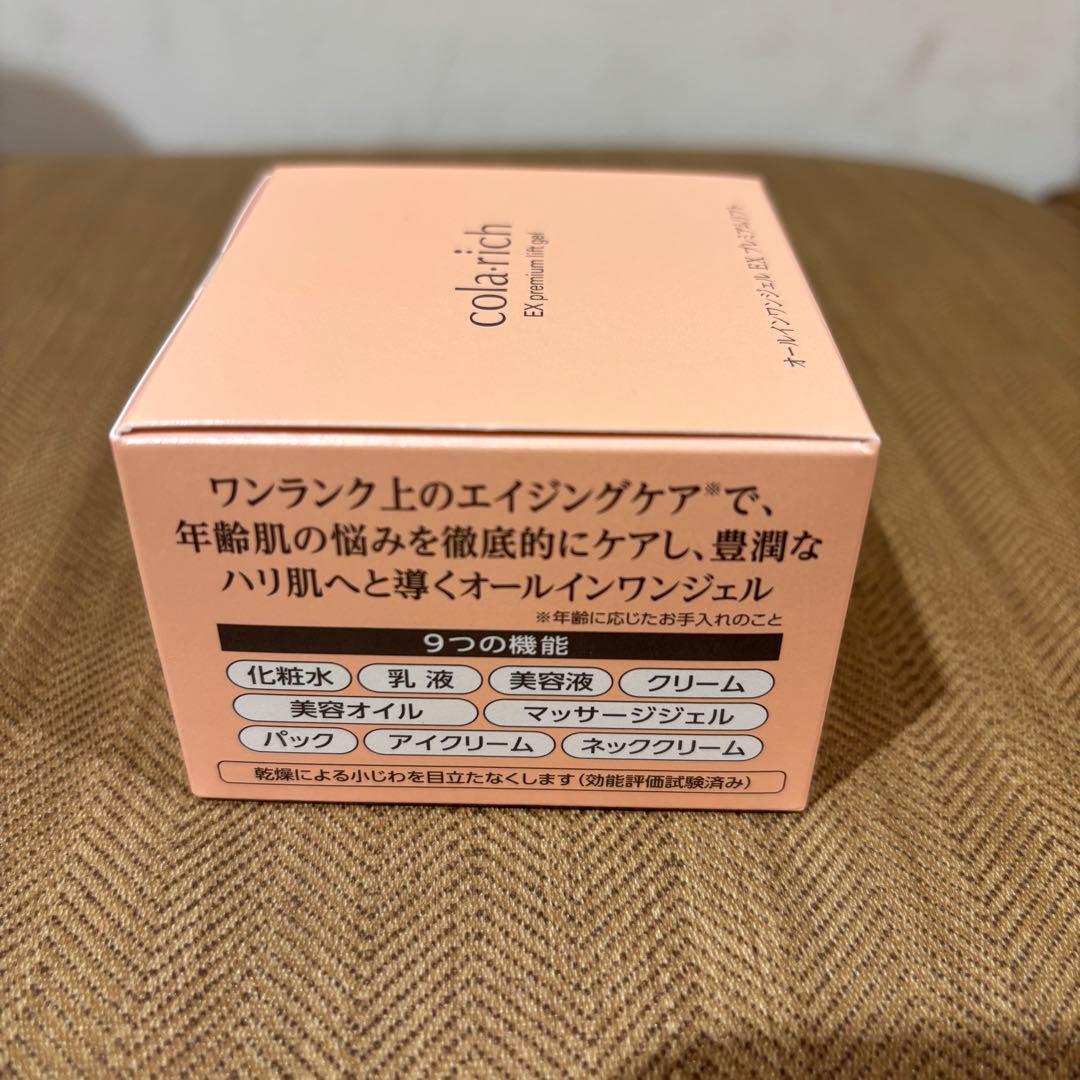 cola·rich
EX premium lift gel
オールインワンジェル EX プレミアムリフト
ワンランク上のエイジングケア※で、
年齢肌の悩みを徹底的にケアし、豊潤な
ハリ肌へと導くオールインワンジェル
※年齢に応じたお手入れのこと
9つの機能
化粧水 乳液 美容液 クリーム
美容オイル マッサージジェル
パック アイクリーム ネッククリーム
乾燥による小じわを目立たなくします(効能評価試験済み)